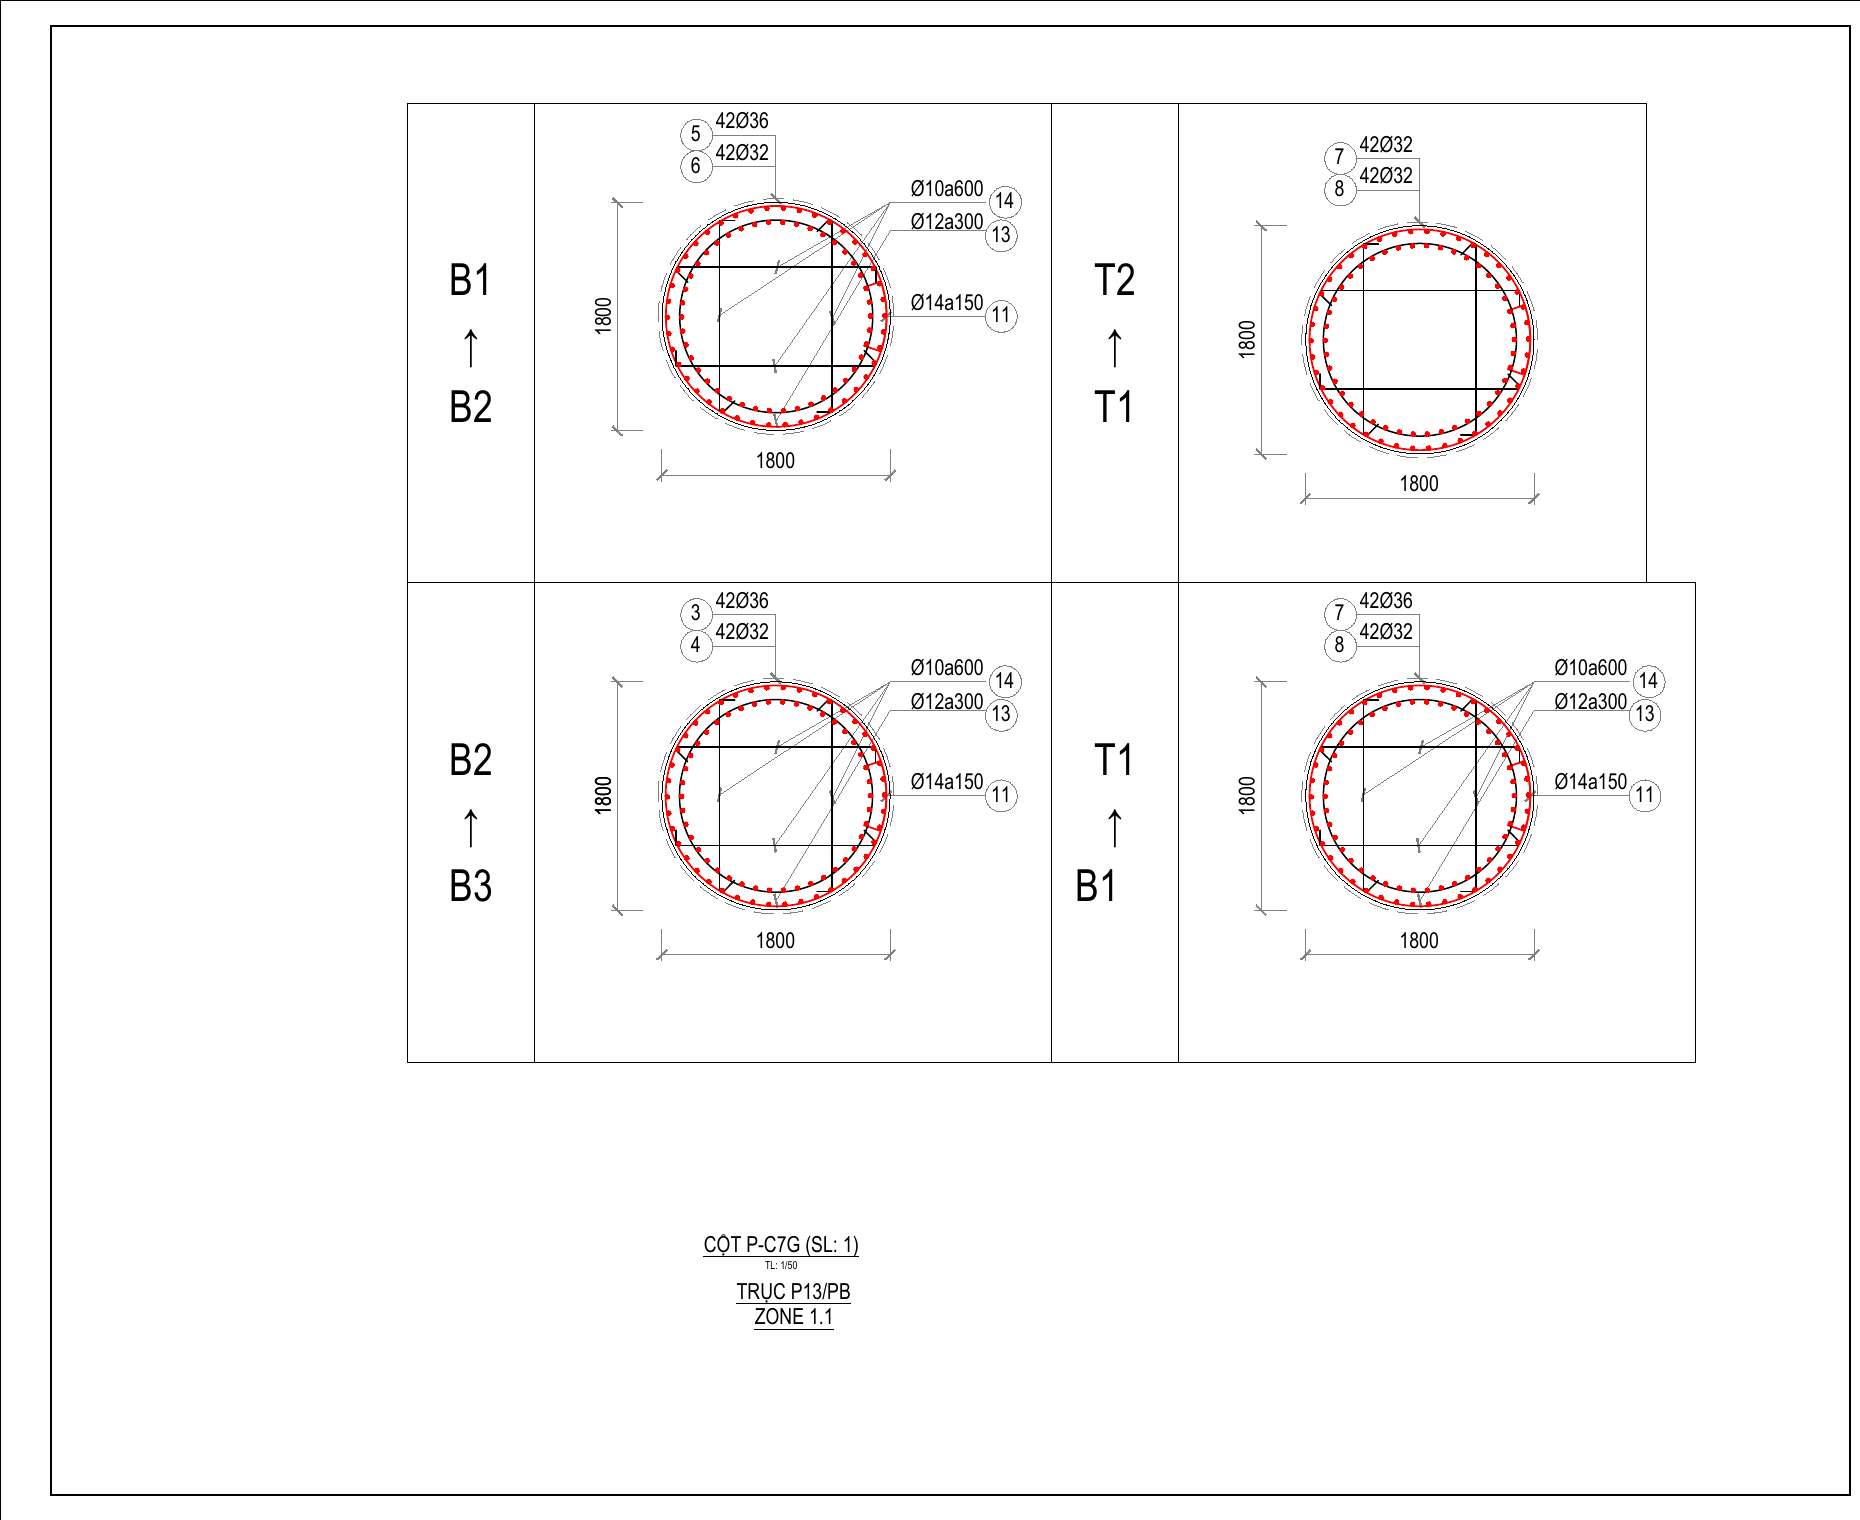 B1
↑
B2
5 42Ø36
6 42Ø32
Ø10a600 14
Ø12a300 13
Ø14a150 11
1800
1800
T2
↑
T1
7 42Ø32
8 42Ø32
1800
1800
B2
↑
B3
3 42Ø36
4 42Ø32
Ø10a600 14
Ø12a300 13
Ø14a150 11
1800
1800
T1
↑
B1
7 42Ø36
8 42Ø32
Ø10a600 14
Ø12a300 13
Ø14a150 11
1800
1800
CỘT P-C7G (SL: 1)
TL: 1/50
TRỤC P13/PB
ZONE 1.1